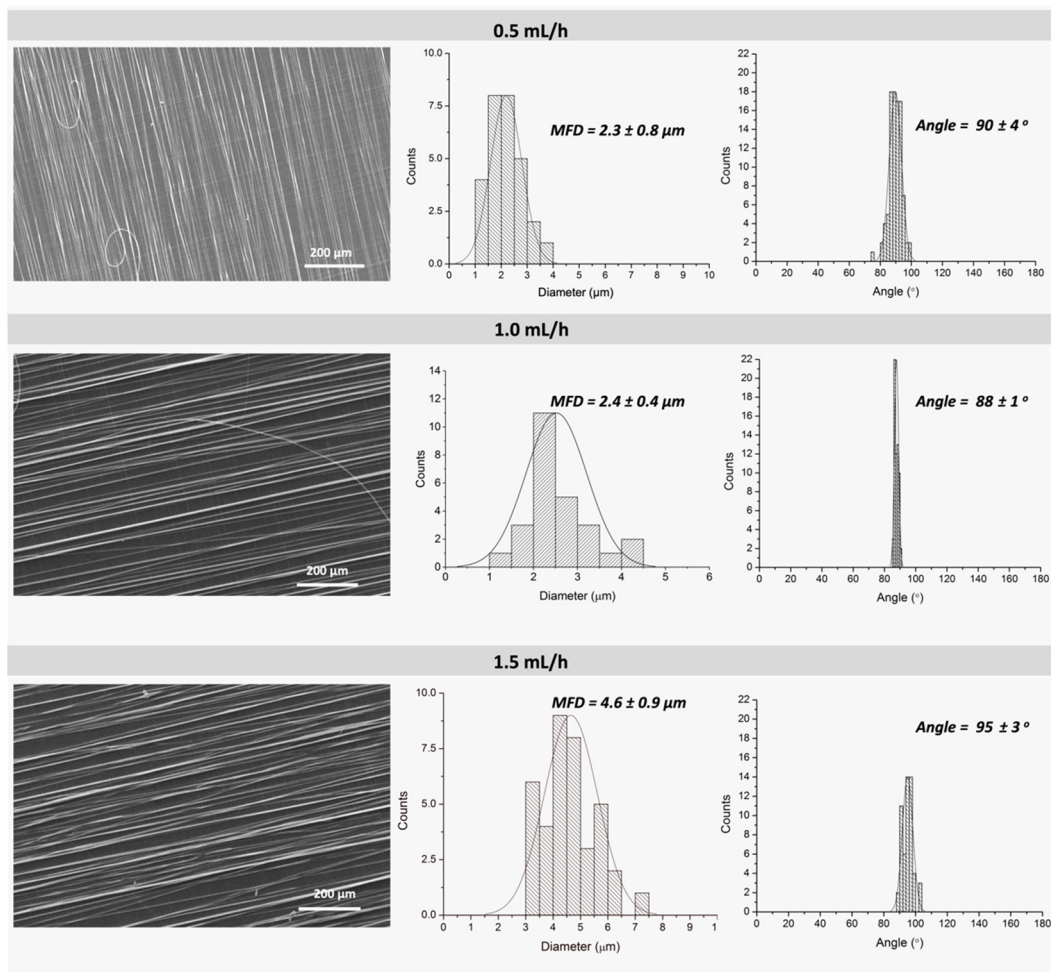 0.5 mL/h
200 µm
10.0
7.5
5.0
2.5
0.0
Counts
MFD = 2.3 ± 0.8 µm
0 1 2 3 4 5 6 7 8 9 10
Diameter (µm)
22
20
18
16
14
12
10
8
6
4
2
0
Counts
Angle = 90 ± 4 º
0 20 40 60 80 100 120 140 160 180
Angle (°)
1.0 mL/h
200 µm
14
12
10
8
6
4
2
0
Counts
MFD = 2.4 ± 0.4 µm
0 1 2 3 4 5 6
Diameter (µm)
22
20
18
16
14
12
10
8
6
4
2
0
Counts
Angle = 88 ± 1 º
0 20 40 60 80 100 120 140 160 180
Angle (°)
1.5 mL/h
200 µm
10.0
7.5
5.0
2.5
0.0
Counts
MFD = 4.6 ± 0.9 µm
0 1 2 3 4 5 6 7 8 9 1
Diameter (µm)
22
20
18
16
14
12
10
8
6
4
2
0
Counts
Angle = 95 ± 3 º
0 20 40 60 80 100 120 140 160 180
Angle (°)